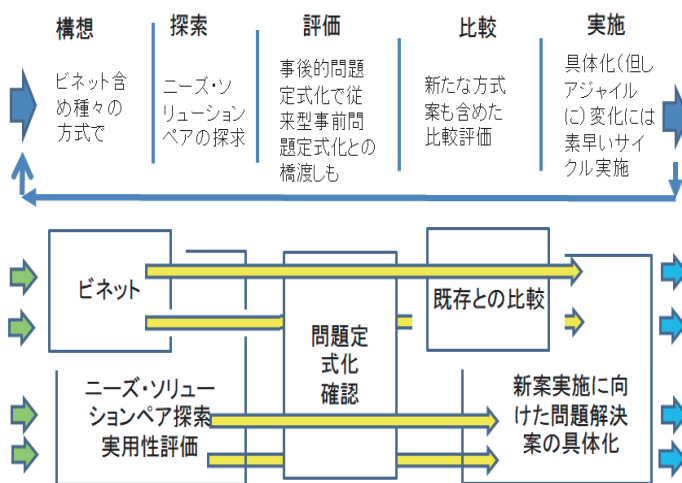 構想
探索
評価
比較
実施
ビネット含
め種々の
方式で
ニーズ・ソ
リューション
ペアの探求
事後的問題
定式化で従
来型事前問
題定式化との
橋渡しも
新たな方式
案も含めた
比較評価
具体化(但し
アジャイル
に)変化には
素早いサイ
クル実施
ビネット
ニーズ・ソリュー
ションペア探索
実用性評価
問題定
式化
確認
既存との比較
新案実施に向
けた問題解決
案の具体化